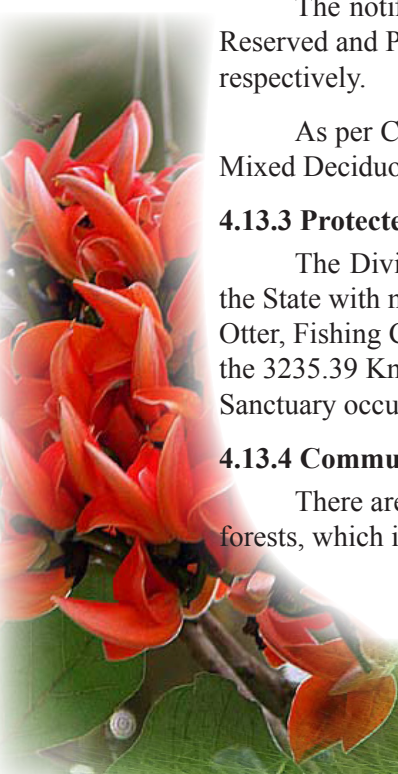 The notif
Reserved and P
respectively.
As per C
Mixed Deciduo
4.13.3 Protecte
The Divi
the State with n
Otter, Fishing C
the 3235.39 Kn
Sanctuary occu
4.13.4 Commu
There are
forests, which i